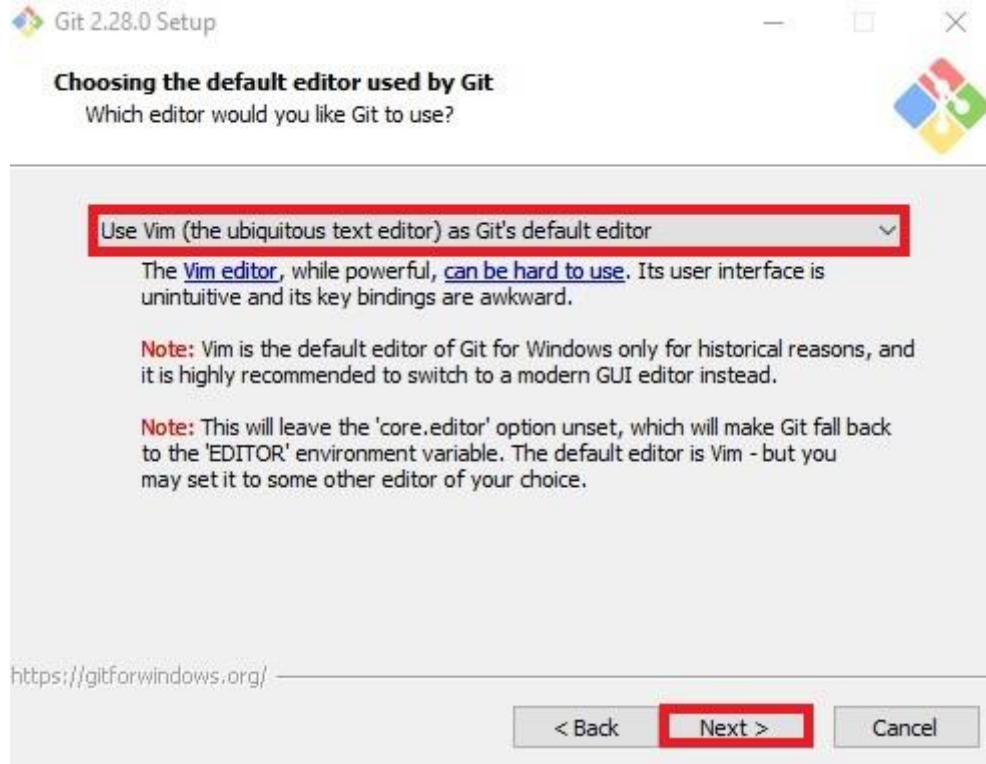 Git 2.28.0 Setup
Choosing the default editor used by Git
Which editor would you like Git to use?
Use Vim (the ubiquitous text editor) as Git's default editor
The Vim editor, while powerful, can be hard to use. Its user interface is
unintuitive and its key bindings are awkward.
Note: Vim is the default editor of Git for Windows only for historical reasons, and
it is highly recommended to switch to a modern GUI editor instead.
Note: This will leave the 'core.editor' option unset, which will make Git fall back
to the 'EDITOR' environment variable. The default editor is Vim - but you
may set it to some other editor of your choice.
https://gitforwindows.org/
< Back Next > Cancel